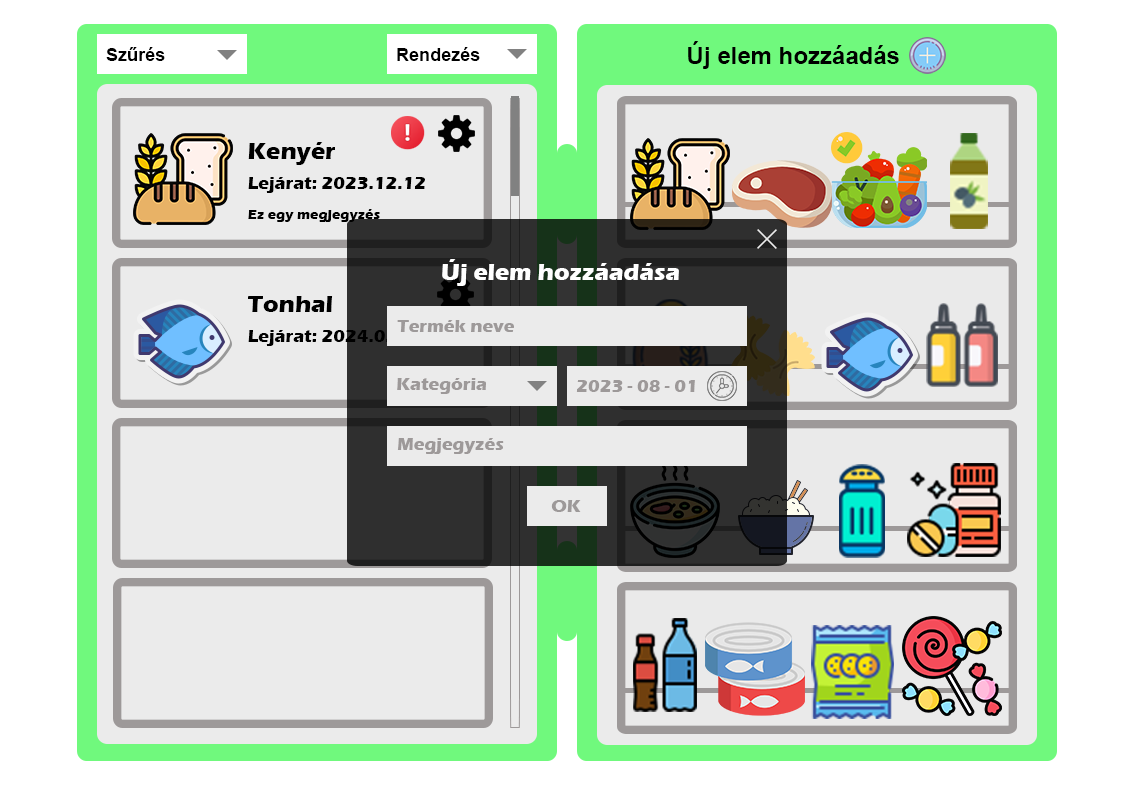 Szűrés
Rendezés
Új elem hozzáadás
Kenyér
Lejárat: 2023.12.12
Ez egy megjegyzés
Tonhal
Lejárat: 2024.0
Új elem hozzáadása
Termék neve
Kategória
2023 - 08 - 01
Megjegyzés
OK